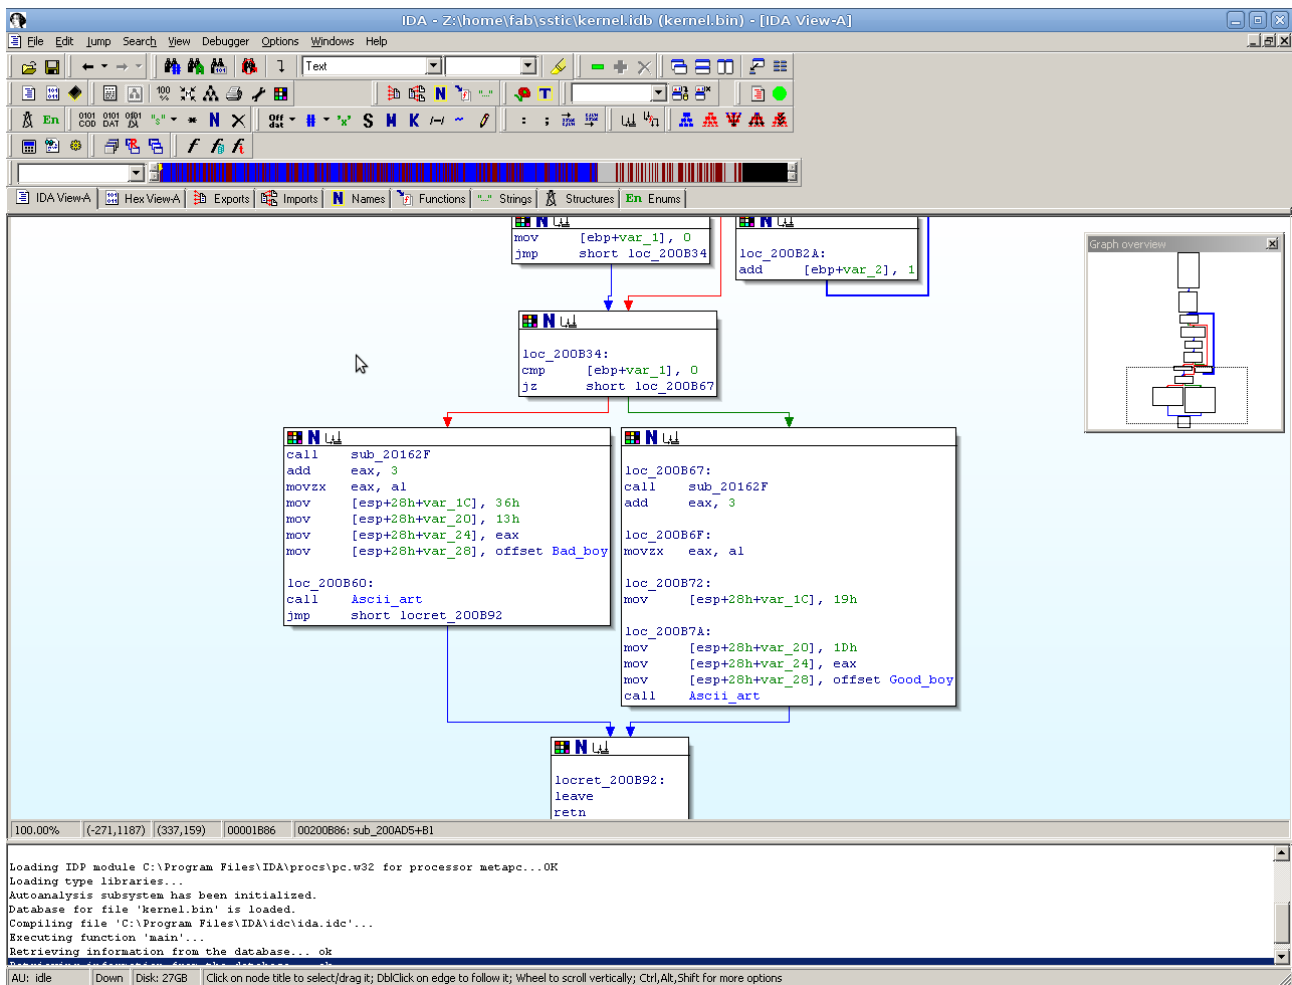 IDA - Z:\home\fab\sstic\kernel.idb (kernel.bin) - [IDA View-A]
File Edit Jump Search View Debugger Options Windows Help
Text
En
IDA View-A Hex View-A Exports Imports N Names Functions Strings Structures En Enums
mov [ebp+var_1], 0
jmp short loc_200B34
loc_200B2A:
add [ebp+var_2], 1
Graph overview
loc_200B34:
cmp [ebp+var_1], 0
jz short loc_200B67
call sub_20162F
add eax, 3
movzx eax, al
mov [esp+28h+var_1C], 36h
mov [esp+28h+var_20], 13h
mov [esp+28h+var_24], eax
mov [esp+28h+var_28], offset Bad_boy
loc_200B60:
call Ascii_art
jmp short locret_200B92
loc_200B67:
call sub_20162F
add eax, 3
loc_200B6F:
movzx eax, al
loc_200B72:
mov [esp+28h+var_1C], 19h
loc_200B7A:
mov [esp+28h+var_20], 1Dh
mov [esp+28h+var_24], eax
mov [esp+28h+var_28], offset Good_boy
call Ascii_art
locret_200B92:
leave
retn
100.00% (-271,1187) (337,159) 00001B86 00200B86: sub_200AD5+B1
Loading IDP module C:\Program Files\IDA\procs\pc.w32 for processor metapc...OK
Loading type libraries...
Autoanalysis subsystem has been initialized.
Database for file 'kernel.bin' is loaded.
Compiling file 'C:\Program Files\IDA\idc\ida.idc'...
Executing function 'main'...
Retrieving information from the database... ok
AU: idle Down Disk: 27GB Click on node title to select/drag it; DblClick on edge to follow it; Wheel to scroll vertically; Ctrl,Alt,Shift for more options